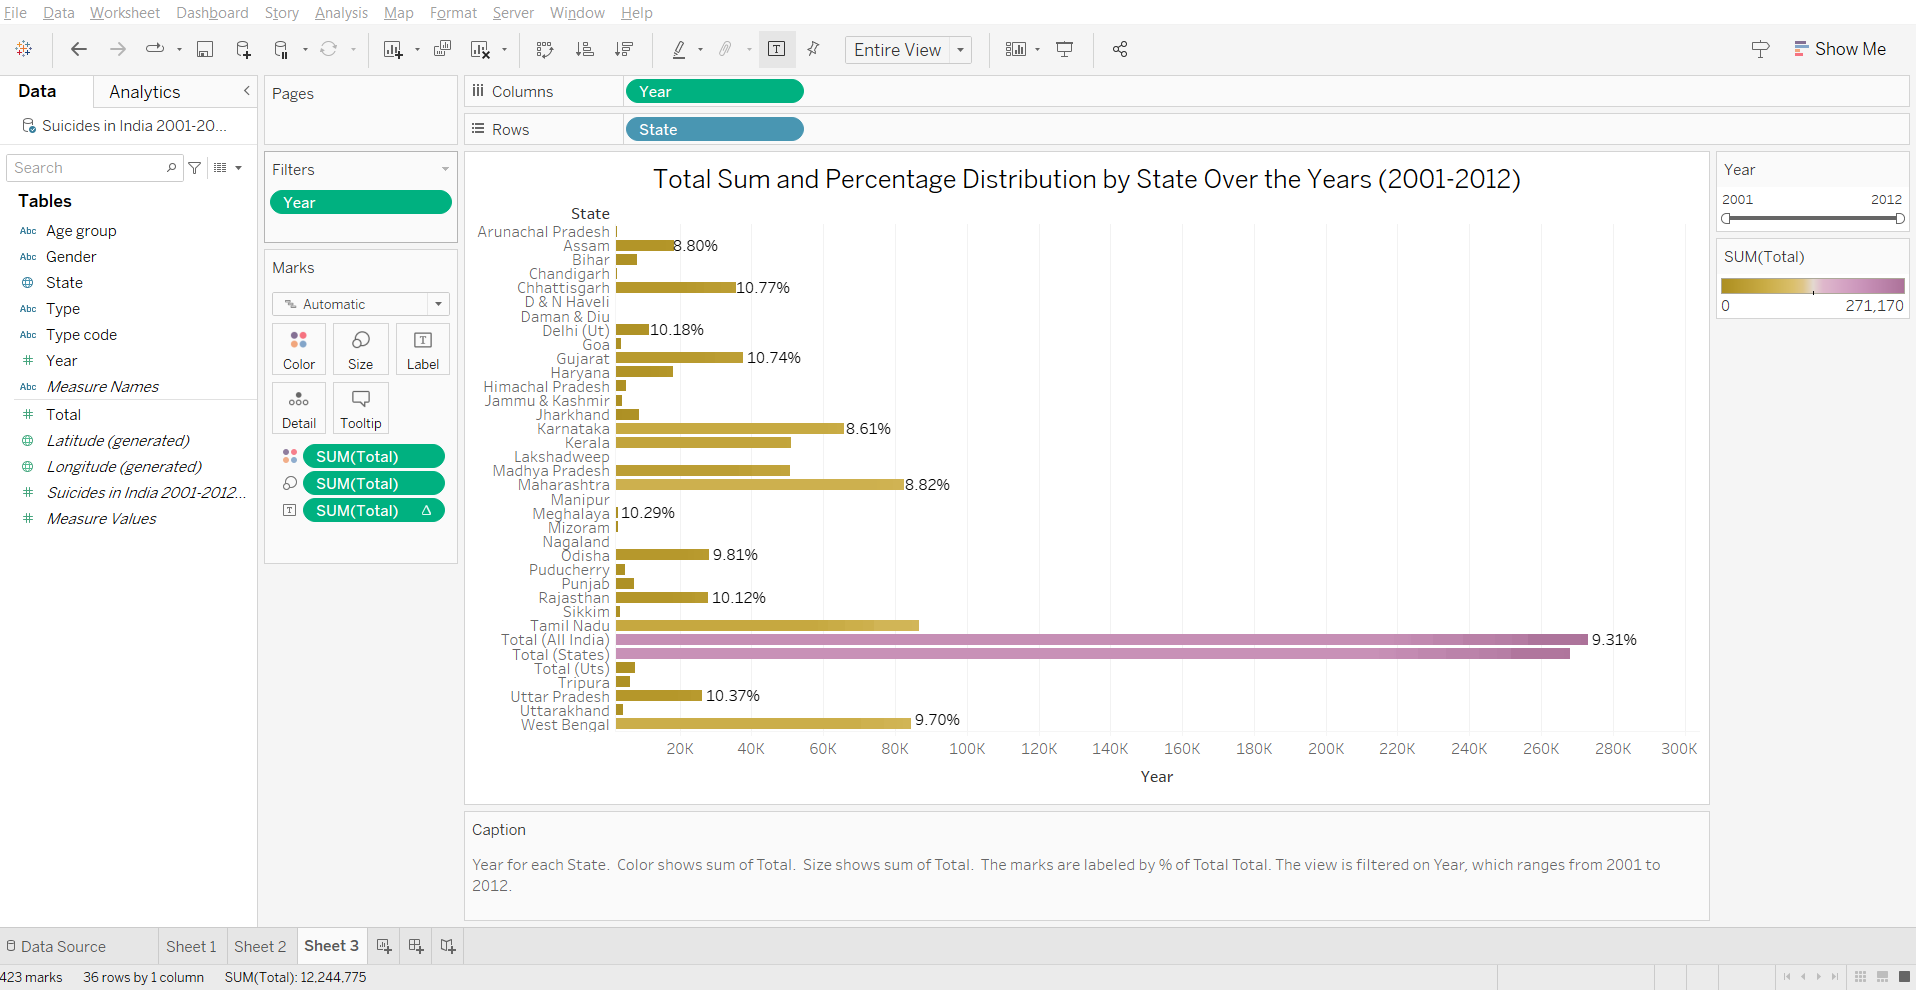 File Data Worksheet Dashboard Story Analysis Map Format Server Window Help
Entire View
Show Me
Data Analytics
Suicides in India 2001-20...
Search
Tables
Abc Age group
Abc Gender
State
Abc Type
Abc Type code
# Year
Abc Measure Names
# Total
Latitude (generated)
Longitude (generated)
# Suicides in India 2001-2012...
# Measure Values
Pages
Filters
Year
Marks
Automatic
Color Size Label
Detail Tooltip
SUM(Total)
SUM(Total)
SUM(Total) Δ
Columns Year
Rows State
Total Sum and Percentage Distribution by State Over the Years (2001-2012)
State
Arunachal Pradesh
Assam 8.80%
Bihar
Chandigarh
Chhattisgarh 10.77%
D & N Haveli
Daman & Diu
Delhi (Ut) 10.18%
Goa
Gujarat 10.74%
Haryana
Himachal Pradesh
Jammu & Kashmir
Jharkhand
Karnataka 8.61%
Kerala
Lakshadweep
Madhya Pradesh
Maharashtra 8.82%
Manipur
Meghalaya 10.29%
Mizoram
Nagaland
Odisha 9.81%
Puducherry
Punjab
Rajasthan 10.12%
Sikkim
Tamil Nadu
Total (All India) 9.31%
Total (States)
Total (Uts)
Tripura
Uttar Pradesh 10.37%
Uttarakhand
West Bengal 9.70%
20K 40K 60K 80K 100K 120K 140K 160K 180K 200K 220K 240K 260K 280K 300K
Year
Year
2001 2012
SUM(Total)
0 271,170
Caption
Year for each State. Color shows sum of Total. Size shows sum of Total. The marks are labeled by % of Total Total. The view is filtered on Year, which ranges from 2001 to
2012.
Data Source Sheet 1 Sheet 2 Sheet 3
423 marks 36 rows by 1 column SUM(Total): 12,244,775